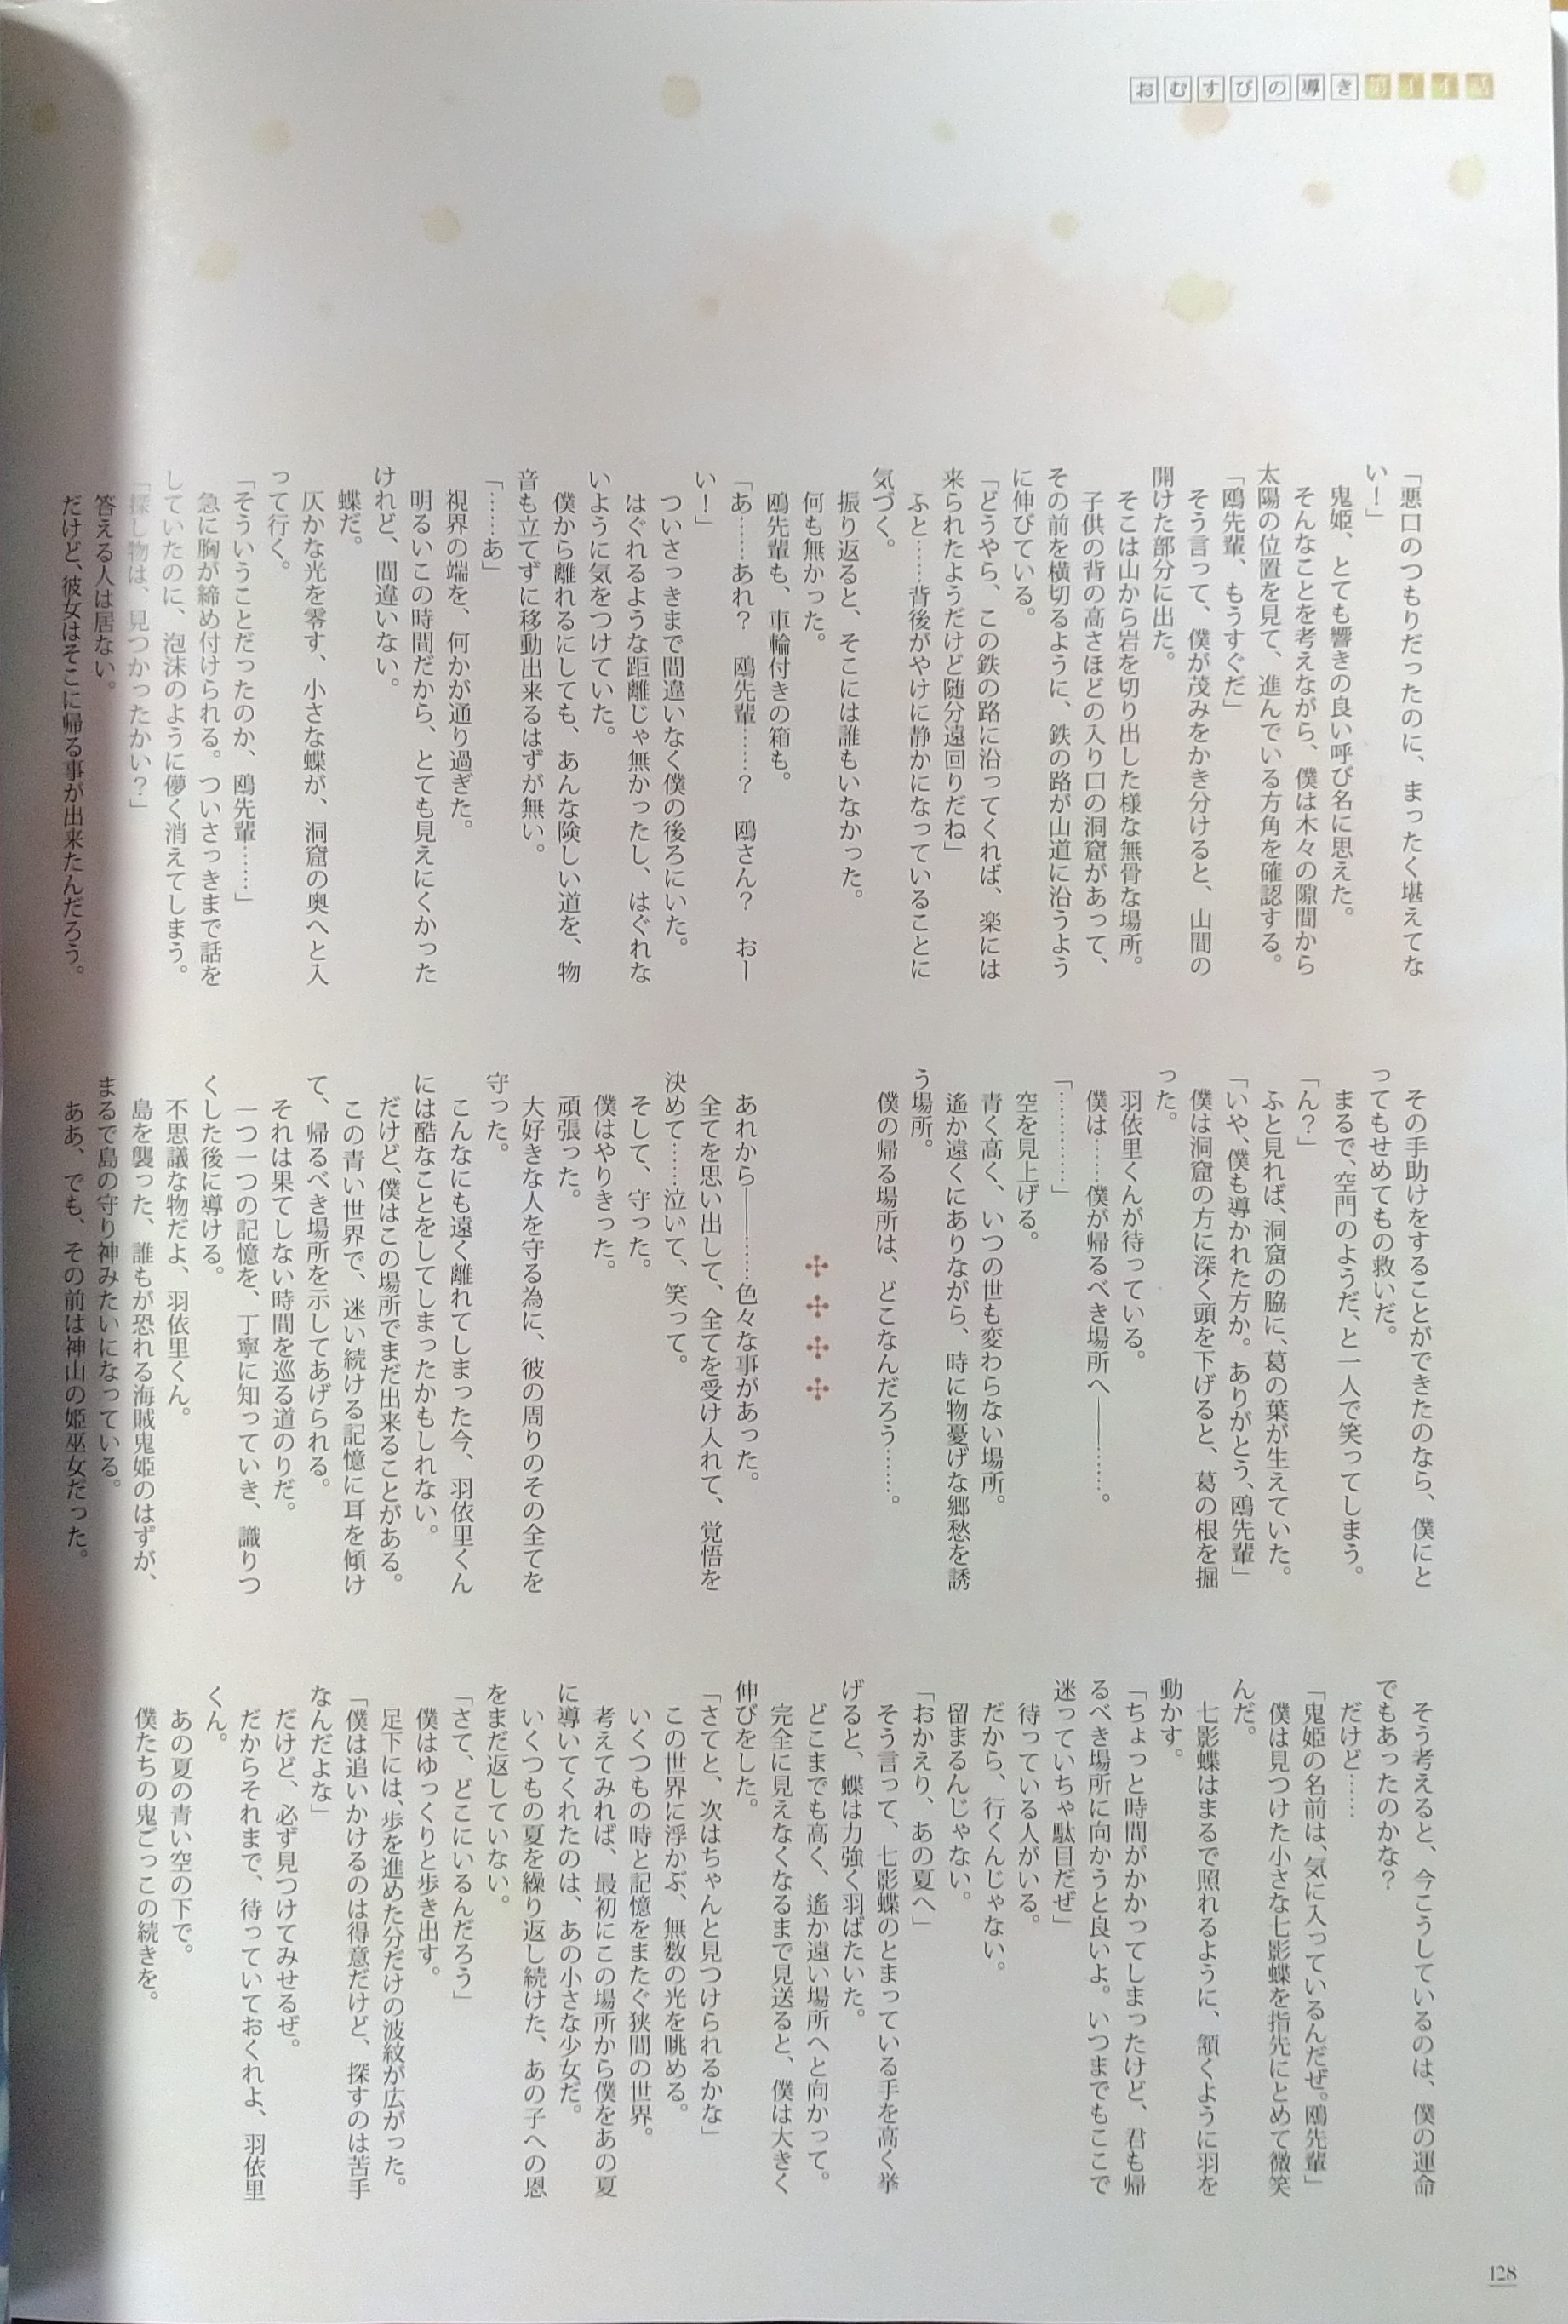 おむすびの導き 第14話
「悪口のつもりだったのに、まったく堪えてな
い！」
鬼姫、とても響きの良い呼び名に思えた。
そんなことを考えながら、僕は木々の隙間から
太陽の位置を見て、進んでいる方角を確認する。
「鴎先輩、もうすぐだ」
そう言って、僕が茂みをかき分けると、山間の
開けた部分に出た。
そこは山から岩を切り出した様な無骨な場所。
子供の背の高さほどの入り口の洞窟があって、
その前を横切るように、鉄の路が山道に沿うよう
に伸びている。
「どうやら、この鉄の路に沿ってくれば、楽には
来られたようだけど随分遠回りだね」
ふと……背後がやけに静かになっていることに
気づく。
振り返ると、そこには誰もいなかった。
何も無かった。
鴎先輩も、車輪付きの箱も。
「あ……あれ？　鴎先輩……？　鴎さん？　おー
い！」
ついさっきまで間違いなく僕の後ろにいた。
はぐれるような距離じゃ無かったし、はぐれな
いように気をつけていた。
僕から離れるにしても、あんな険しい道を、物
音も立てずに移動出来るはずが無い。
「……あ」
視界の端を、何かが通り過ぎた。
明るいこの時間だから、とても見えにくかった
けれど、間違いない。
蝶だ。
仄かな光を零す、小さな蝶が、洞窟の奥へと入
って行く。
「そういうことだったのか、鴎先輩……」
急に胸が締め付けられる。ついさっきまで話を
していたのに、泡沫のように儚く消えてしまう。
「探し物は、見つかったかい？」
答える人は居ない。
だけど、彼女はそこに帰る事が出来たんだろう。
その手助けをすることができたのなら、僕にと
ってもせめてもの救いだ。
まるで、空門のようだ、と一人で笑ってしまう。
「ん？」
ふと見れば、洞窟の脇に、葛の葉が生えていた。
「いや、僕も導かれた方か。ありがとう、鴎先輩」
僕は洞窟の方に深く頭を下げると、葛の根を掘
った。
羽依里くんが待っている。
僕は……僕が帰るべき場所へ――……。
「…………」
空を見上げる。
青く高く、いつの世も変わらない場所。
遙か遠くにありながら、時に物憂げな郷愁を誘
う場所。
僕の帰る場所は、どこなんだろう……。
✣ ✣ ✣ ✣
あれから――……色々な事があった。
全てを思い出して、全てを受け入れて、覚悟を
決めて……泣いて、笑って。
そして、守った。
僕はやりきった。
頑張った。
大好きな人を守る為に、彼の周りのその全てを
守った。
こんなにも遠く離れてしまった今、羽依里くん
には酷なことをしてしまったかもしれない。
だけど、僕はこの場所でまだ出来ることがある。
この青い世界で、迷い続ける記憶に耳を傾け
て、帰るべき場所を示してあげられる。
それは果てしない時間を巡る道のりだ。
一つ一つの記憶を、丁寧に知っていき、識りつ
くした後に導ける。
不思議な物だよ、羽依里くん。
島を襲った、誰もが恐れる海賊鬼姫のはずが、
まるで島の守り神みたいになっている。
ああ、でも、その前は神山の姫巫女だった。
そう考えると、今こうしているのは、僕の運命
でもあったのかな？
だけど……
「鬼姫の名前は、気に入っているんだぜ。鴎先輩」
僕は見つけた小さな七影蝶を指先にとめて微笑
んだ。
七影蝶はまるで照れるように、頷くように羽を
動かす。
「ちょっと時間がかかってしまったけど、君も帰
るべき場所に向かうと良いよ。いつまでもここで
迷っていちゃ駄目だぜ」
待っている人がいる。
だから、行くんじゃない。
留まるんじゃない。
「おかえり、あの夏へ」
そう言って、七影蝶のとまっている手を高く挙
げると、蝶は力強く羽ばたいた。
どこまでも高く、遙か遠い場所へと向かって。
完全に見えなくなるまで見送ると、僕は大きく
伸びをした。
「さてと、次はちゃんと見つけられるかな」
この世界に浮かぶ、無数の光を眺める。
いくつもの時と記憶をまたぐ狭間の世界。
考えてみれば、最初にこの場所から僕をあの夏
に導いてくれたのは、あの小さな少女だ。
いくつもの夏を繰り返し続けた、あの子への恩
をまだ返していない。
「さて、どこにいるんだろう」
僕はゆっくりと歩き出す。
足下には、歩を進めた分だけの波紋が広がった。
「僕は追いかけるのは得意だけど、探すのは苦手
なんだよな」
だけど、必ず見つけてみせるぜ。
だからそれまで、待っていておくれよ、羽依里
くん。
あの夏の青い空の下で。
僕たちの鬼ごっこの続きを。
128